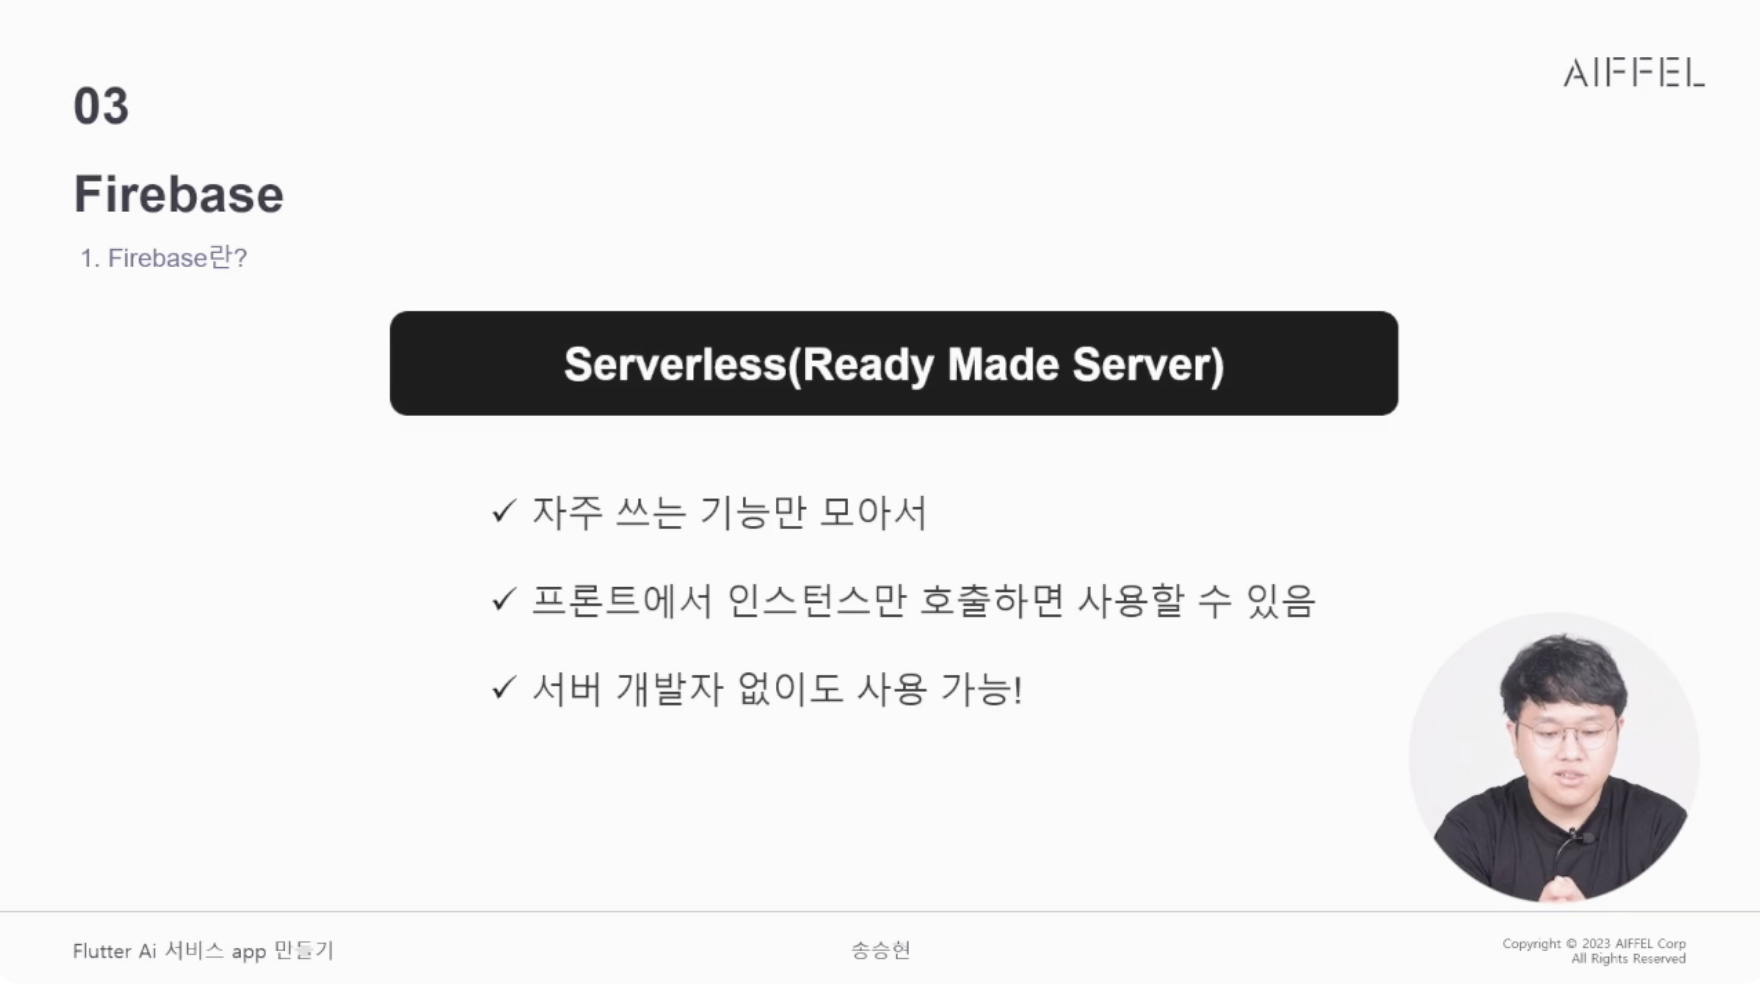 AIFFEL
03
Firebase
1. Firebase란?
Serverless(Ready Made Server)
✓ 자주 쓰는 기능만 모아서
✓ 프론트에서 인스턴스만 호출하면 사용할 수 있음
✓ 서버 개발자 없이도 사용 가능!
Flutter Ai 서비스 app 만들기
송승현
Copyright © 2023 AIFFEL Corp
All Rights Reserved